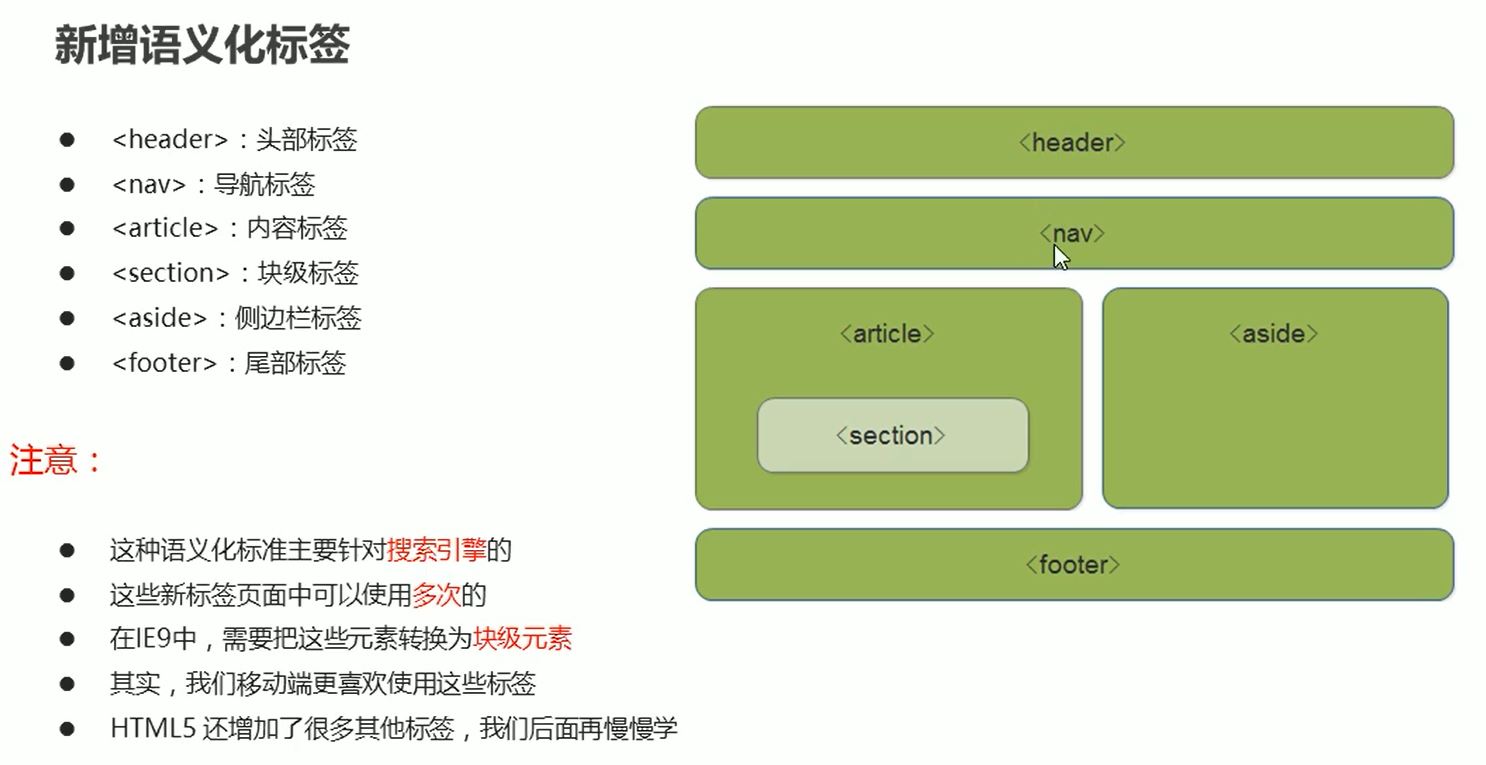 新增语义化标签
<header>：头部标签
<nav>：导航标签
<article>：内容标签
<section>：块级标签
<aside>：侧边栏标签
<footer>：尾部标签
注意：
这种语义化标准主要针对搜索引擎的
这些新标签页面中可以使用多次的
在IE9中，需要把这些元素转换为块级元素
其实，我们移动端更喜欢使用这些标签
HTML5 还增加了很多其他标签，我们后面再慢慢学
<header>
<nav>
<article>
<aside>
<section>
<footer>